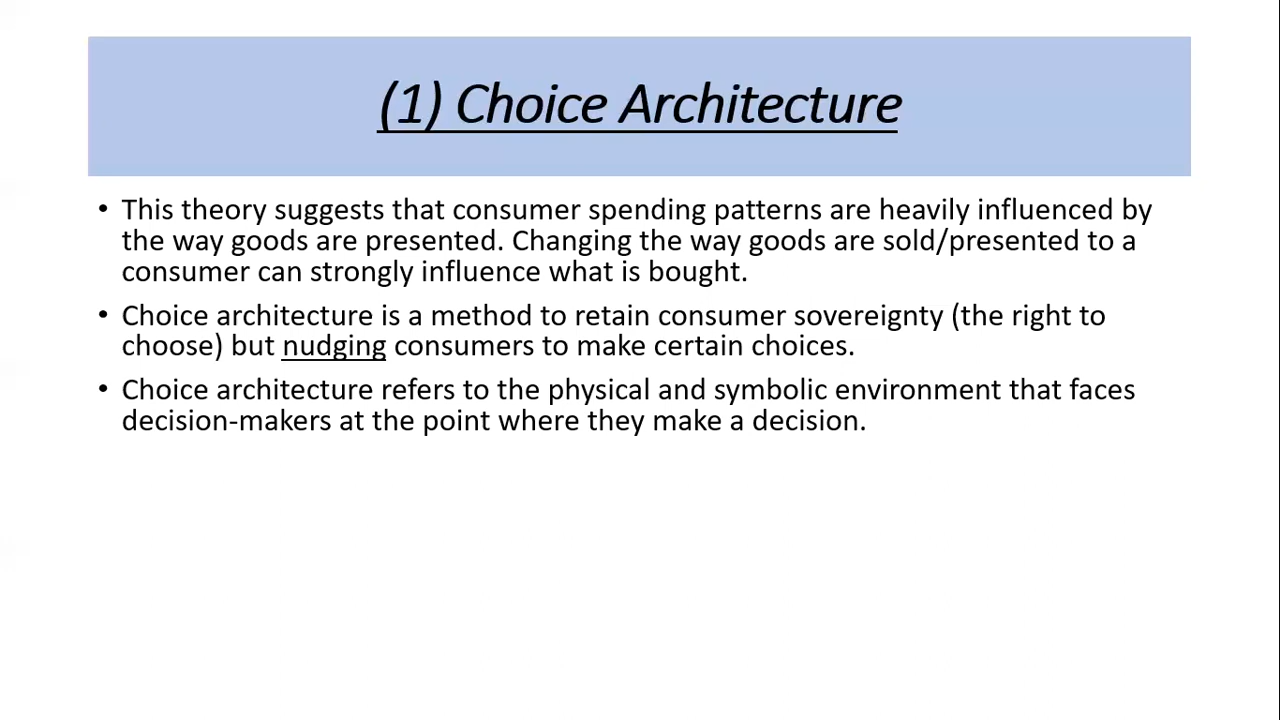 (1) Choice Architecture
• This theory suggests that consumer spending patterns are heavily influenced by
the way goods are presented. Changing the way goods are sold/presented to a
consumer can strongly influence what is bought.
• Choice architecture is a method to retain consumer sovereignty (the right to
choose) but nudging consumers to make certain choices.
• Choice architecture refers to the physical and symbolic environment that faces
decision-makers at the point where they make a decision.